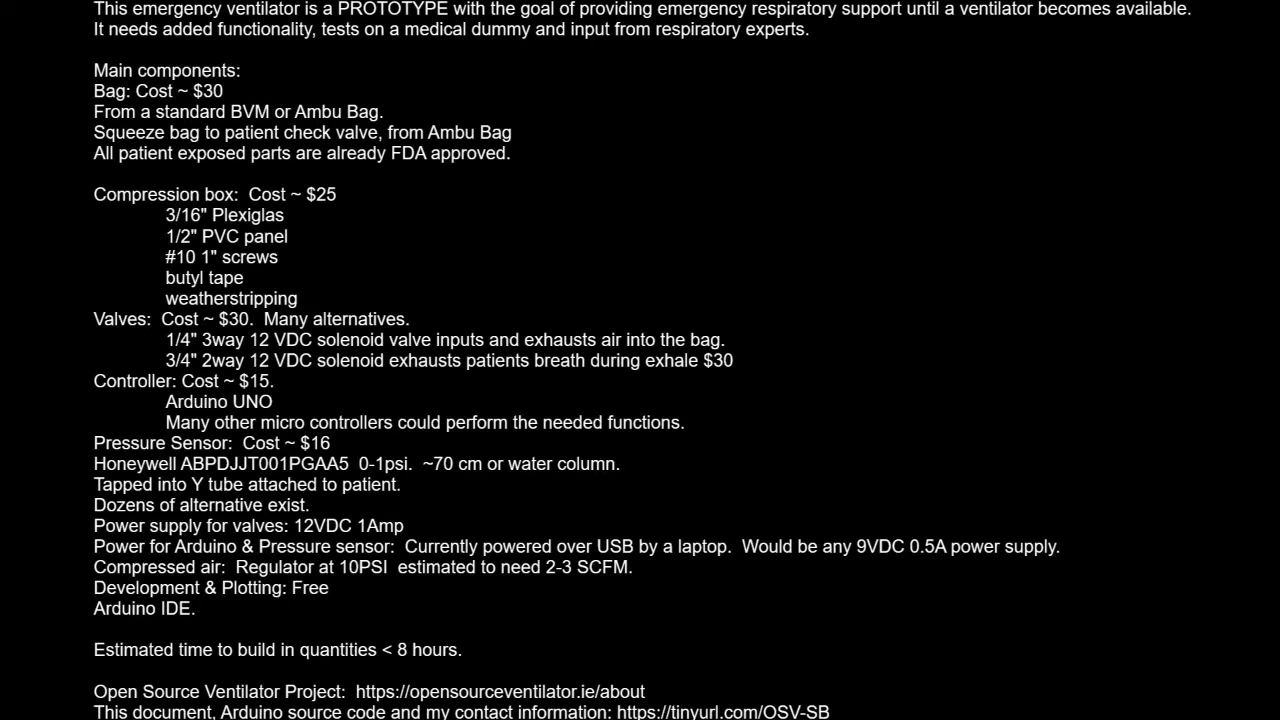 This emergency ventilator is a PROTOTYPE with the goal of providing emergency respiratory support until a ventilator becomes available.
It needs added functionality, tests on a medical dummy and input from respiratory experts.
Main components:
Bag: Cost ~ $30
From a standard BVM or Ambu Bag.
Squeeze bag to patient check valve, from Ambu Bag
All patient exposed parts are already FDA approved.
Compression box:  Cost ~ $25
3/16" Plexiglas
1/2" PVC panel
#10 1" screws
butyl tape
weatherstripping
Valves:  Cost ~ $30.  Many alternatives.
1/4" 3way 12 VDC solenoid valve inputs and exhausts air into the bag.
3/4" 2way 12 VDC solenoid exhausts patients breath during exhale $30
Controller: Cost ~ $15.
Arduino UNO
Many other micro controllers could perform the needed functions.
Pressure Sensor:  Cost ~ $16
Honeywell ABPDJJT001PGAA5  0-1psi.  ~70 cm or water column.
Tapped into Y tube attached to patient.
Dozens of alternative exist.
Power supply for valves: 12VDC 1Amp
Power for Arduino & Pressure sensor:  Currently powered over USB by a laptop.  Would be any 9VDC 0.5A power supply.
Compressed air:  Regulator at 10PSI  estimated to need 2-3 SCFM.
Development & Plotting: Free
Arduino IDE.
Estimated time to build in quantities < 8 hours.
Open Source Ventilator Project:  https://opensourceventilator.ie/about
This document, Arduino source code and my contact information: https://tinyurl.com/OSV-SB